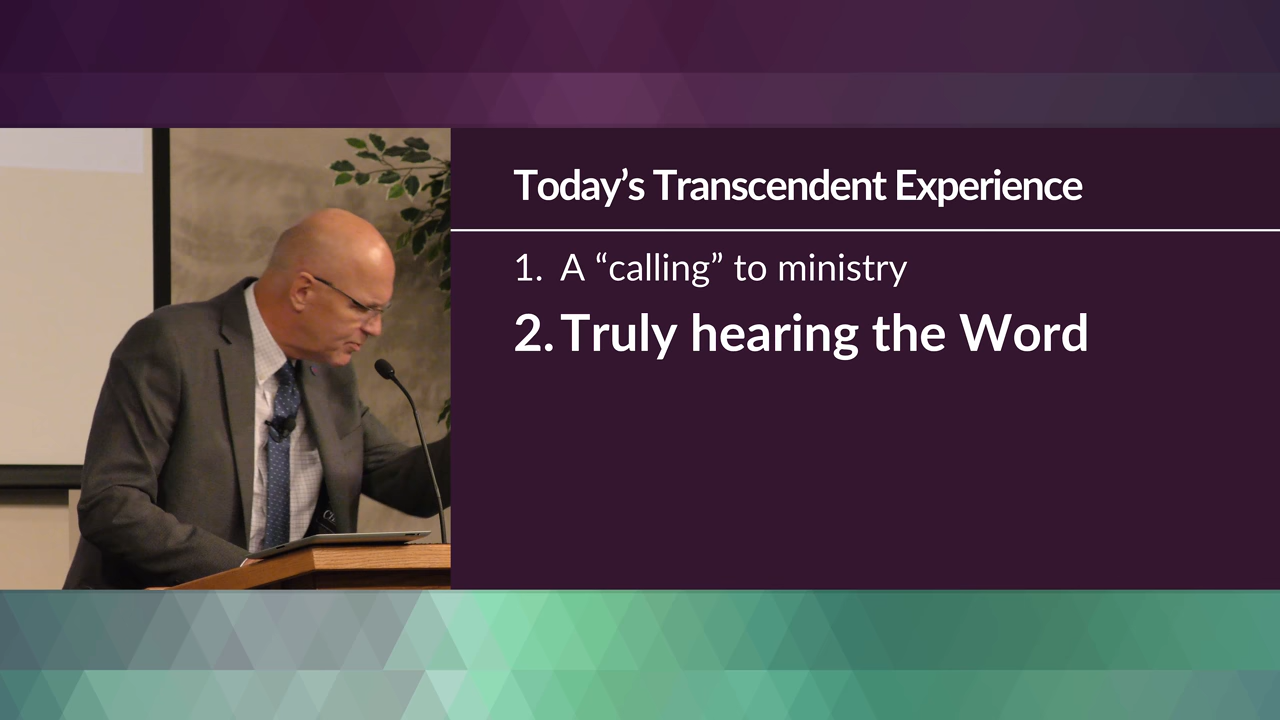 Today’s Transcendent Experience
1. A “calling” to ministry
2. Truly hearing the Word